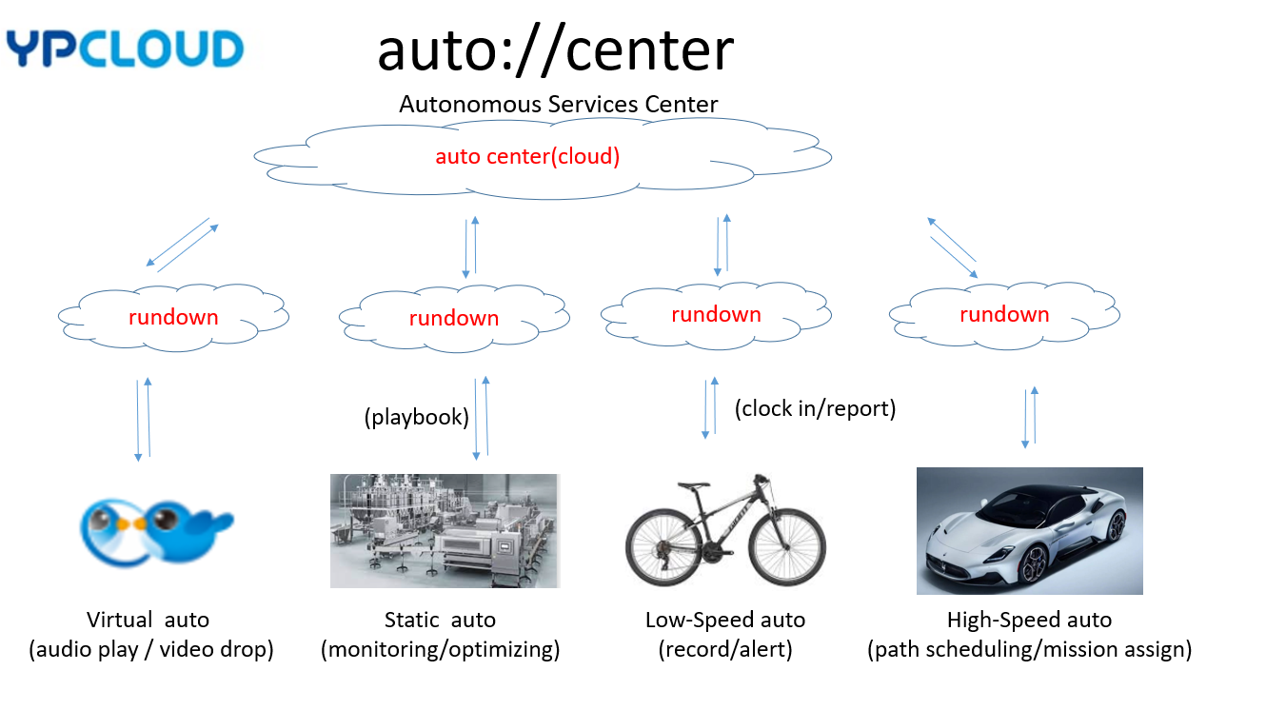 YPCLOUD
auto://center
Autonomous Services Center
auto center(cloud)
rundown
rundown
rundown
rundown
(playbook)
(clock in/report)
GIANT
Virtual  auto
(audio play / video drop)
Static  auto
(monitoring/optimizing)
Low-Speed auto
(record/alert)
High-Speed auto
(path scheduling/mission assign)